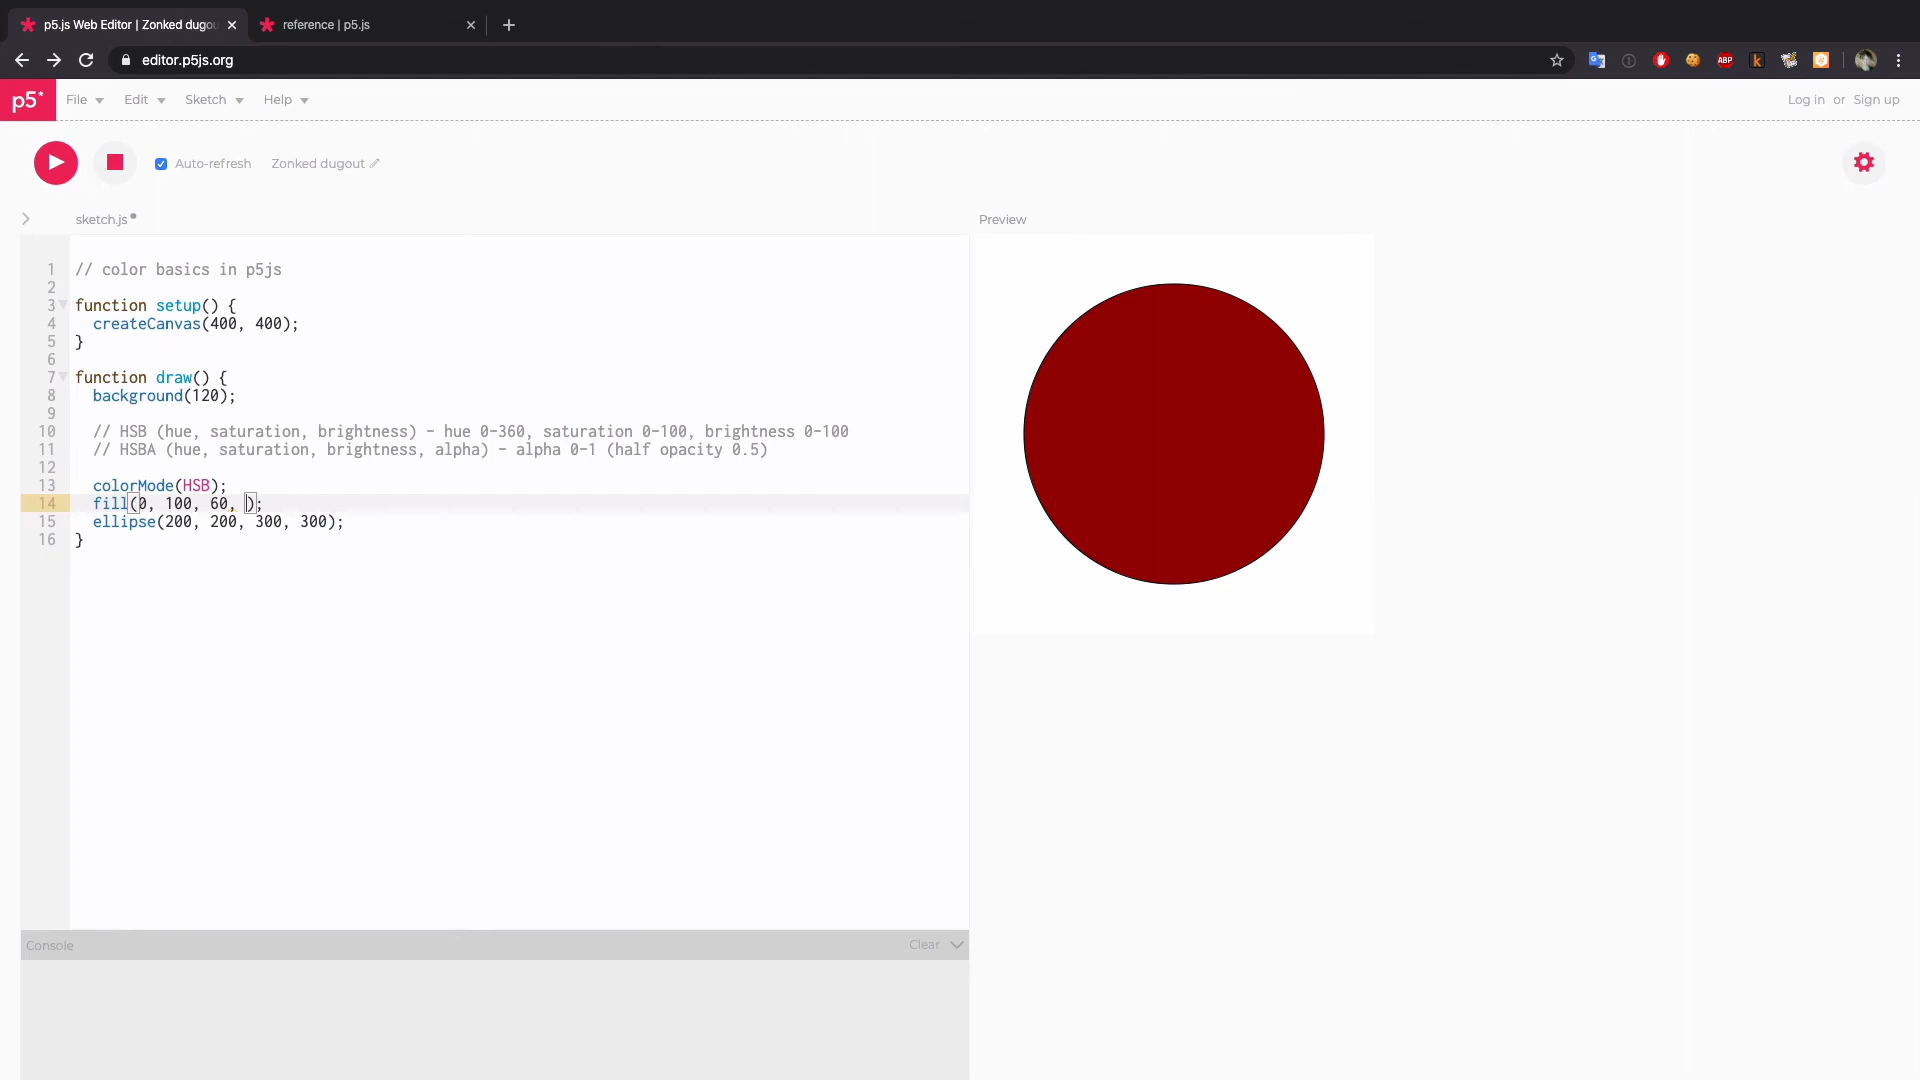 p5.js Web Editor | Zonked dugou
reference | p5.js
editor.p5js.org
ABP
k
p5*
File
Edit
Sketch
Help
Log in or Sign up
Auto-refresh
Zonked dugout
sketch.js
Preview
1 // color basics in p5js
2
3 function setup() {
4 createCanvas(400, 400);
5 }
6
7 function draw() {
8 background(120);
9
10 // HSB (hue, saturation, brightness) - hue 0-360, saturation 0-100, brightness 0-100
11 // HSBA (hue, saturation, brightness, alpha) - alpha 0-1 (half opacity 0.5)
12
13 colorMode(HSB);
14 fill(0, 100, 60, );
15 ellipse(200, 200, 300, 300);
16 }
Console
Clear